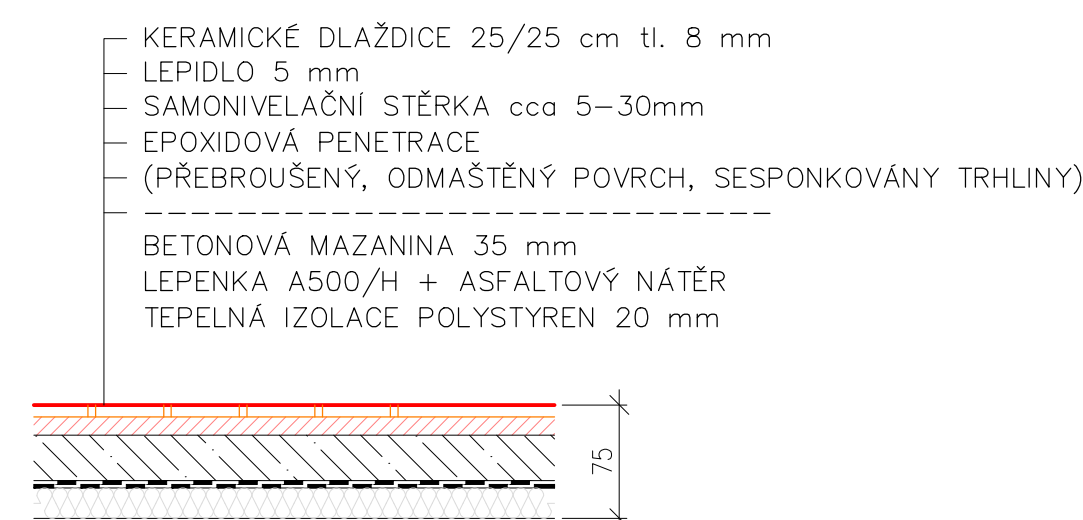 KERAMICKÉ DLAŽDICE 25/25 cm tl. 8 mm
LEPIDLO 5 mm
SAMONIVELAČNÍ STĚRKA cca 5–30mm
EPOXIDOVÁ PENETRACE
(PŘEBROUŠENÝ, ODMAŠTĚNÝ POVRCH, SESPONKOVÁNY TRHLINY)
BETONOVÁ MAZANINA 35 mm
LEPENKA A500/H + ASFALTOVÝ NÁTĚR
TEPELNÁ IZOLACE POLYSTYREN 20 mm
75